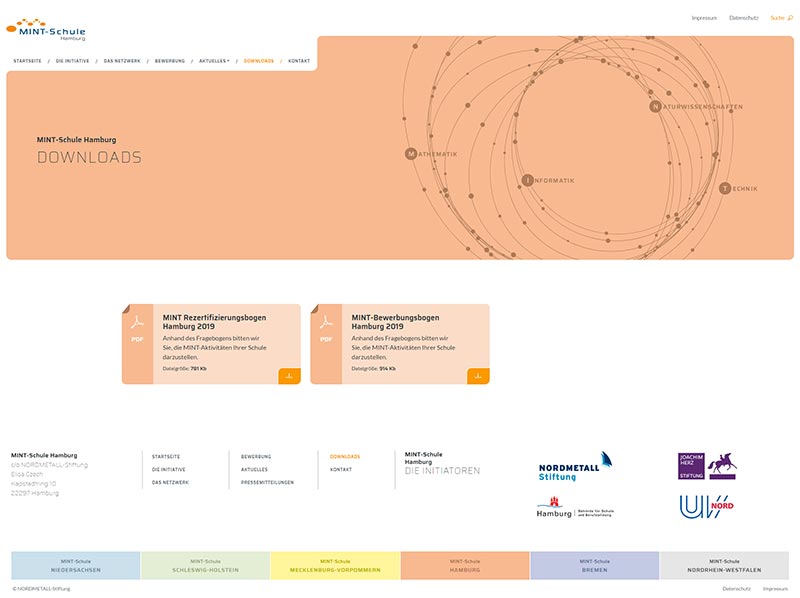 Impressum Datenschutz Suche
MINT-Schule
Hamburg
STARTSEITE / DIE INITIATIVE / DAS NETZWERK / BEWERBUNG / AKTUELLES / DOWNLOADS / KONTAKT
NATURWISSENSCHAFTEN
MINT-Schule Hamburg
DOWNLOADS
MATHEMATIK
INFORMATIK
TECHNIK
PDF
MINT Rezertifizierungsbogen
Hamburg 2019
Anhand des Fragebogens bitten wir
Sie, die MINT-Aktivitäten Ihrer Schule
darzustellen.
Dateigröße: 781 Kb
PDF
MINT-Bewerbungsbogen
Hamburg 2019
Anhand des Fragebogens bitten wir
Sie, die MINT-Aktivitäten Ihrer Schule
darzustellen.
Dateigröße: 914 Kb
MINT-Schule Hamburg
c/o NORDMETALL-Stiftung
Elisa Czech
Kapstadtring 10
22297 Hamburg
STARTSEITE
DIE INITIATIVE
DAS NETZWERK
BEWERBUNG
AKTUELLES
PRESSEMITTEILUNGEN
DOWNLOADS
KONTAKT
MINT-Schule
Hamburg
DIE INITIATOREN
NORDMETALL
Stiftung
JOACHIM
HERZ
STIFTUNG
Hamburg
Behörde für Schule
und Berufsbildung
UV NORD
MINT-Schule
NIEDERSACHSEN
MINT-Schule
SCHLESWIG-HOLSTEIN
MINT-Schule
MECKLENBURG-VORPOMMERN
MINT-Schule
HAMBURG
MINT-Schule
BREMEN
MINT-Schule
NORDRHEIN-WESTFALEN
© NORDMETALL-Stiftung
Datenschutz Impressum